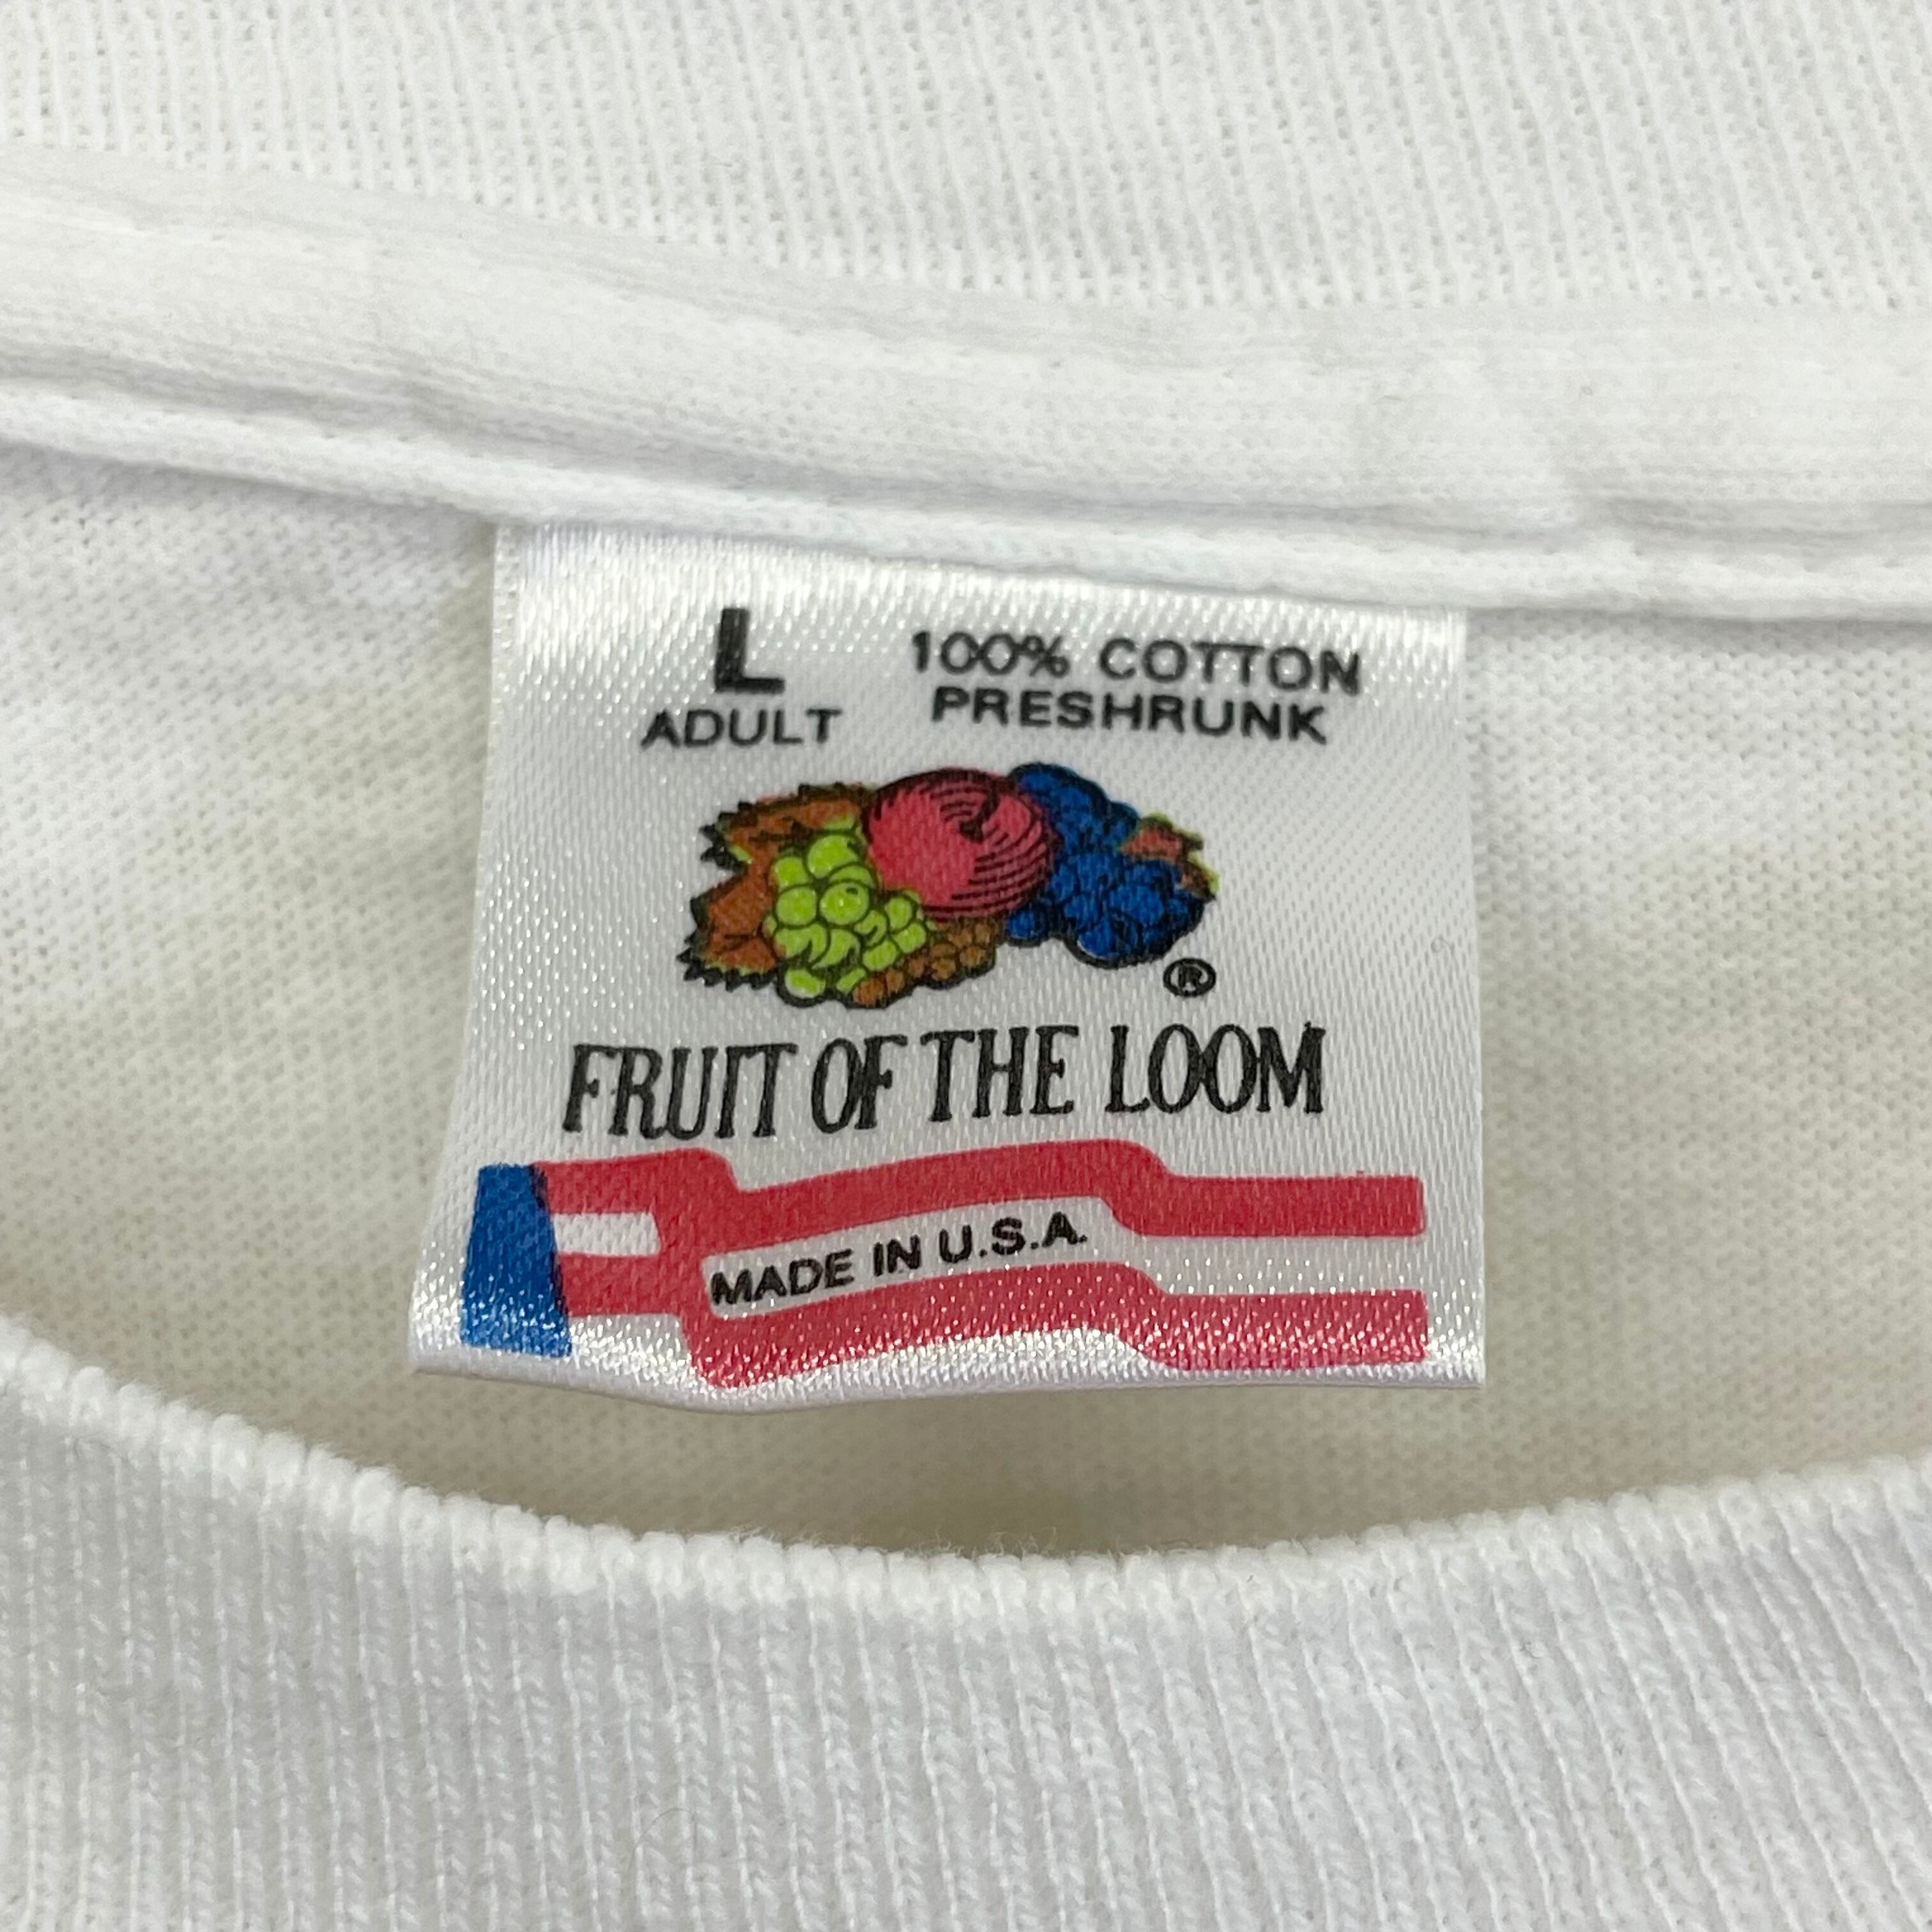 L
ADULT
100% COTTON
PRESHRUNK
®
FRUIT OF THE LOOM
MADE IN U.S.A.